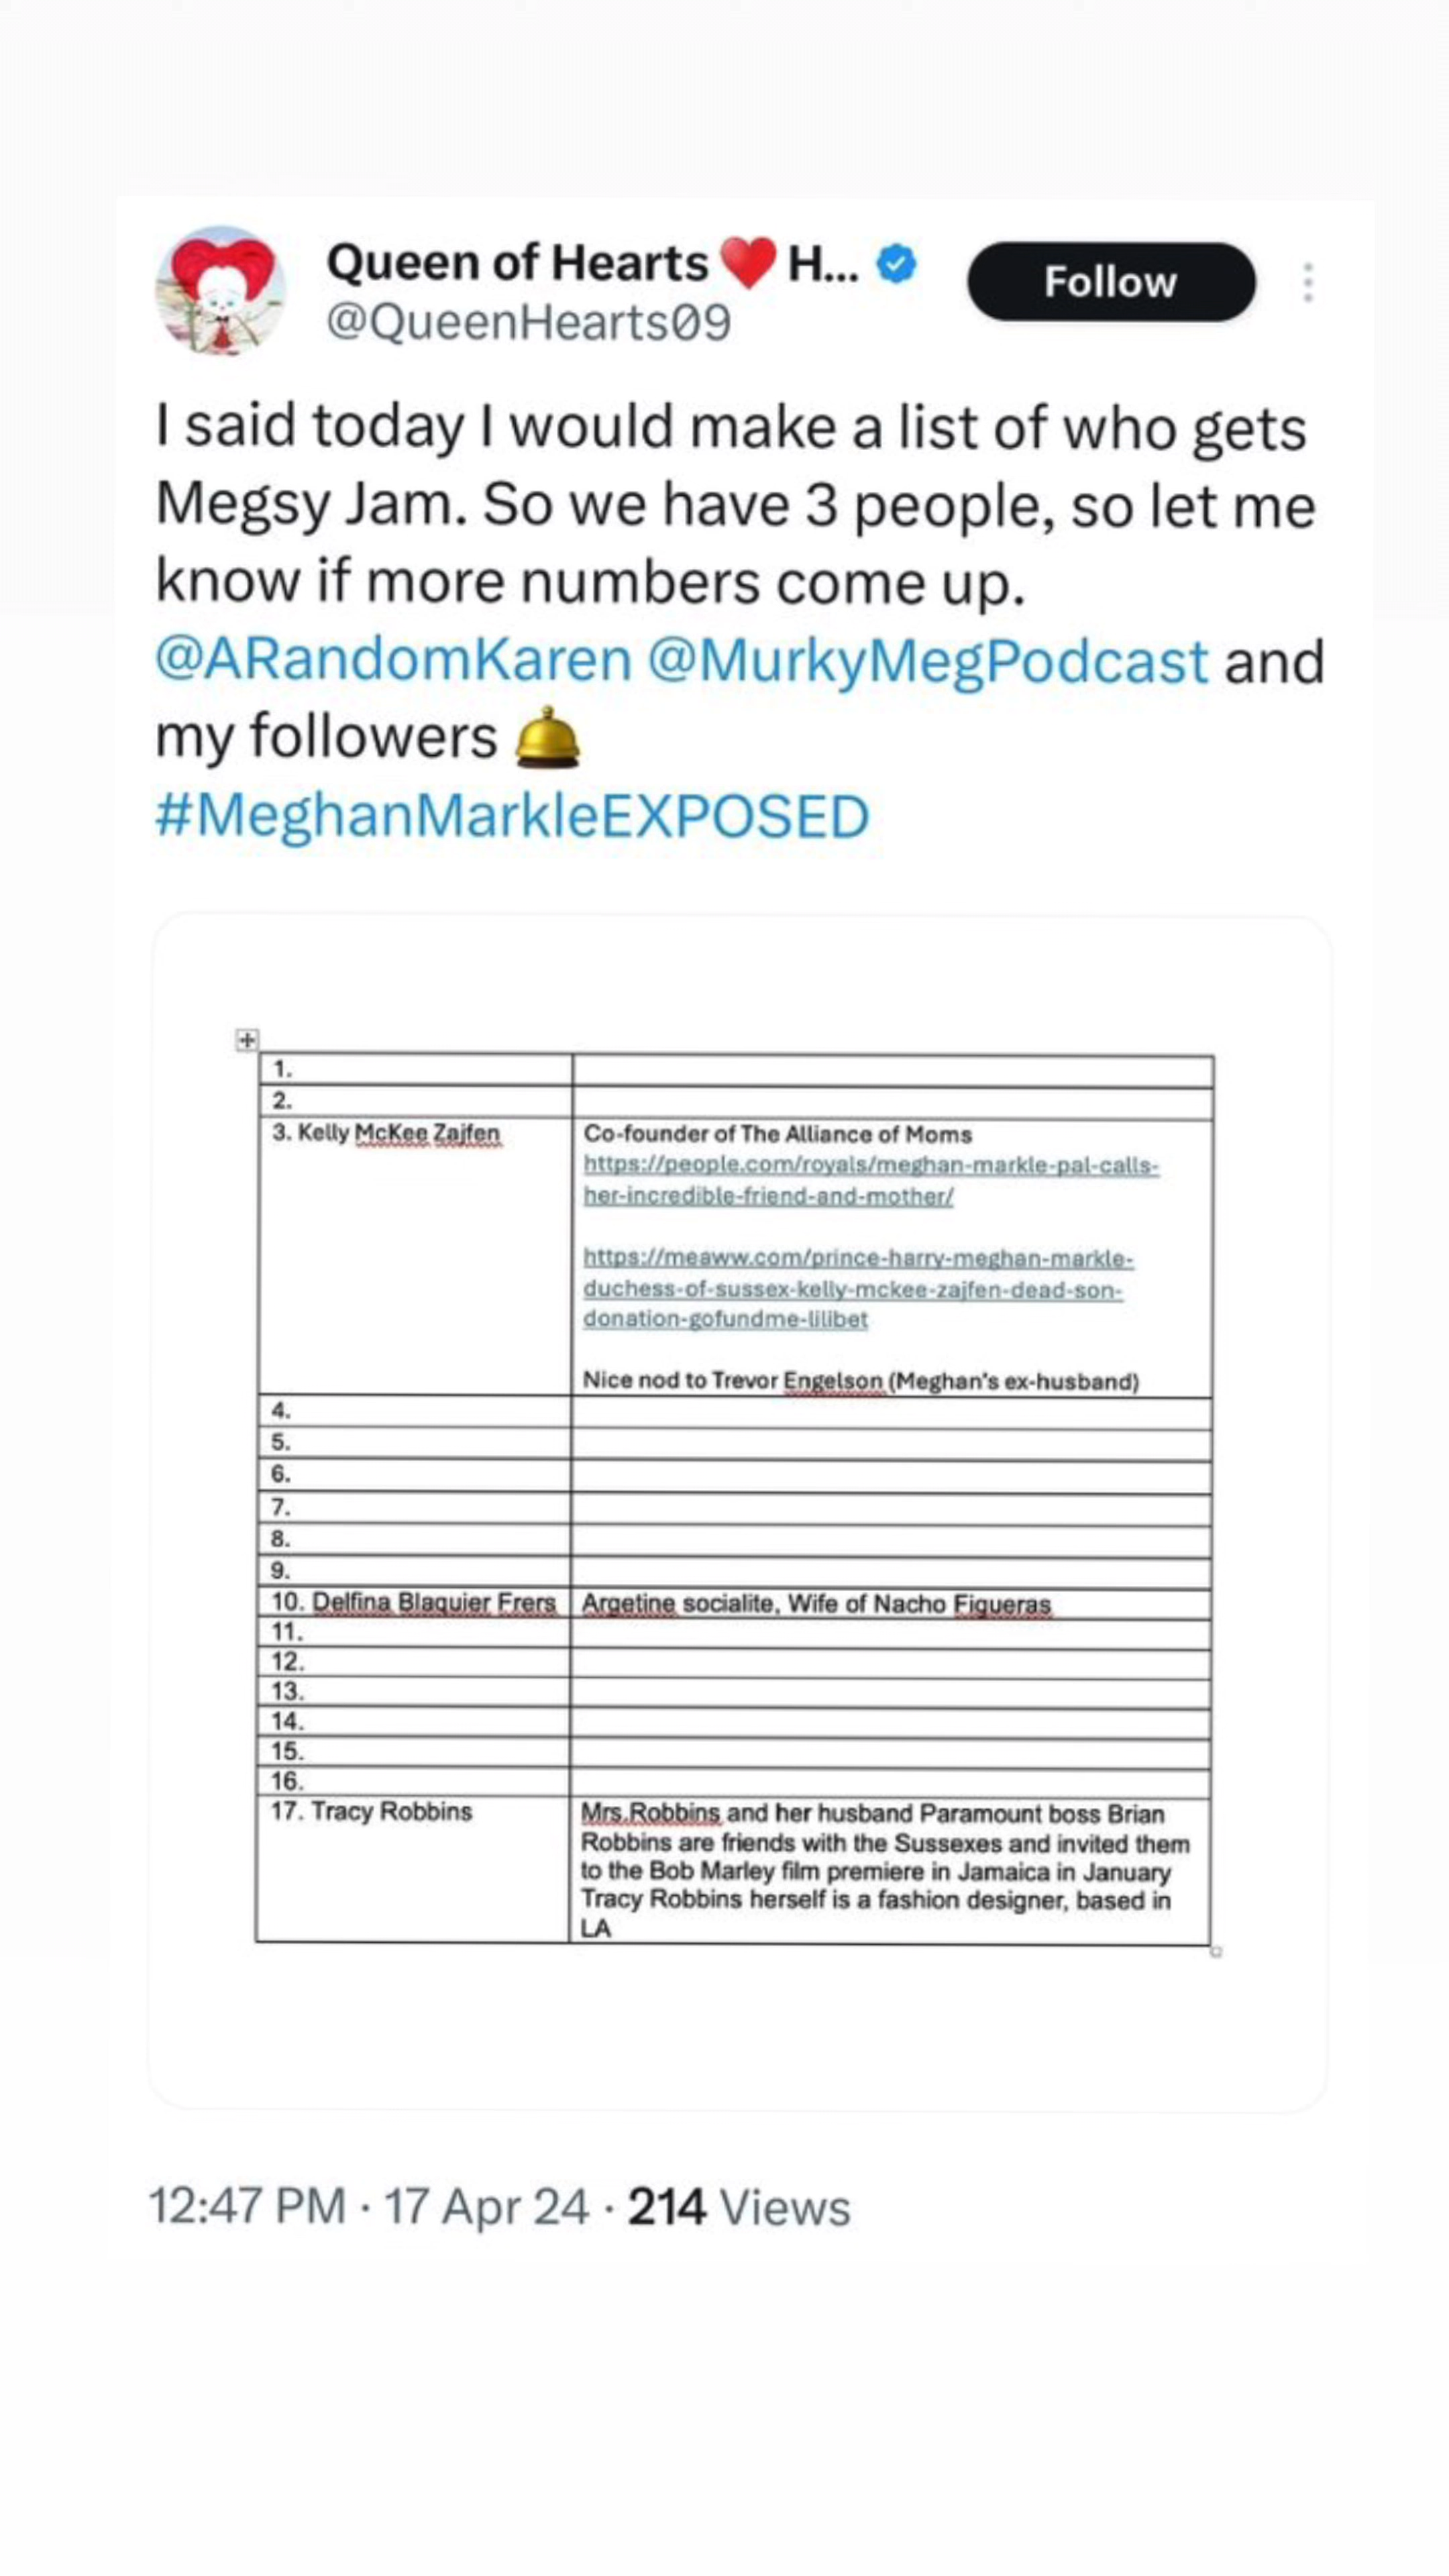 Queen of Hearts ❤️ H...
Follow
@QueenHearts09
I said today I would make a list of who gets
Megsy Jam. So we have 3 people, so let me
know if more numbers come up.
@ARandomKaren @MurkyMegPodcast and
my followers 🛎️
#MeghanMarkleEXPOSED
1.
2.
3. Kelly McKee Zajfen
Co-founder of The Alliance of Moms
https://people.com/royals/meghan-markle-pal-calls-
her-incredible-friend-and-mother/
https://meaww.com/prince-harry-meghan-markle-
duchess-of-sussex-kelly-mckee-zajfen-dead-son-
donation-gofundme-lilibet
Nice nod to Trevor Engelson (Meghan's ex-husband)
4.
5.
6.
7.
8.
9.
10. Delfina Blaquier Frers
Argetine socialite, Wife of Nacho Figueras
11.
12.
13.
14.
15.
16.
17. Tracy Robbins
Mrs.Robbins and her husband Paramount boss Brian
Robbins are friends with the Sussexes and invited them
to the Bob Marley film premiere in Jamaica in January
Tracy Robbins herself is a fashion designer, based in
LA
12:47 PM · 17 Apr 24 · 214 Views